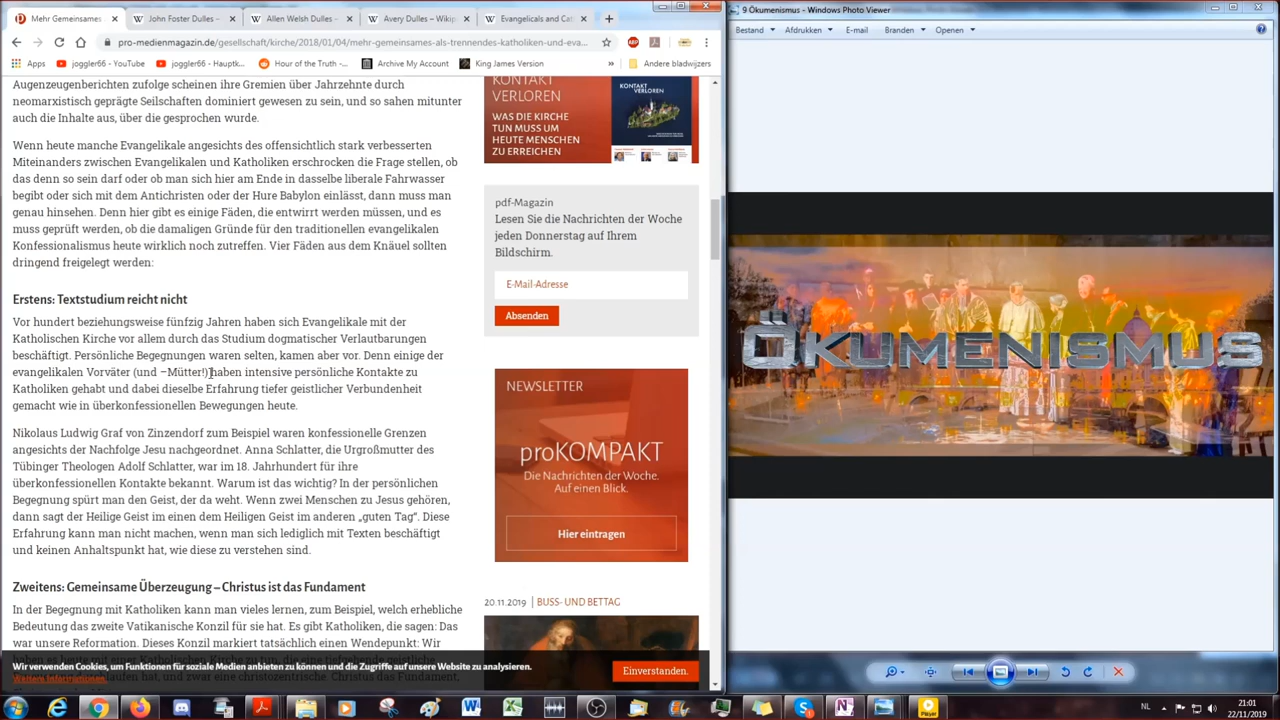 Mehr Gemeinsames
John Foster Dulles –
Allen Welsh Dulles –
Avery Dulles – Wikip
Evangelicals and Cat
pro-medienmagazin.de/gesellschaft/kirche/2018/01/04/mehr-gemeinsames-als-trennendes-katholiken-und-eva...
Apps
joggler66 - YouTube
joggler66 - Hauptk...
Hour of the Truth –...
Archive My Account
King James Version
»
Andere bladwijzers
Augenzeugenberichten zufolge scheinen ihre Gremien über Jahrzehnte durch
neomarxistisch geprägte Seilschaften dominiert gewesen zu sein, und so sahen mitunter
auch die Inhalte aus, über die gesprochen wurde.
Wenn heute manche Evangelikale angesichts des offensichtlich stark verbesserten
Miteinanders zwischen Evangelikalen und Katholiken erschrocken die Frage stellen, ob
das denn so sein darf oder ob man sich hier am Ende in dasselbe liberale Fahrwasser
begibt oder sich mit dem Antichristen oder der Hure Babylon einlässt, dann muss man
genau hinsehen. Denn hier gibt es einige Fäden, die entwirrt werden müssen, und es
muss geprüft werden, ob die damaligen Gründe für den traditionellen evangelikalen
Konfessionalismus heute wirklich noch zutreffen. Vier Fäden aus dem Knäuel sollten
dringend freigelegt werden:
Erstens: Textstudium reicht nicht
Vor hundert beziehungsweise fünfzig Jahren haben sich Evangelikale mit der
Katholischen Kirche vor allem durch das Studium dogmatischer Verlautbarungen
beschäftigt. Persönliche Begegnungen waren selten, kamen aber vor. Denn einige der
evangelikalen Vorväter (und –Mütter!) haben intensive persönliche Kontakte zu
Katholiken gehabt und dabei dieselbe Erfahrung tiefer geistlicher Verbundenheit
gemacht wie in überkonfessionellen Bewegungen heute.
Nikolaus Ludwig Graf von Zinzendorf zum Beispiel waren konfessionelle Grenzen
angesichts der Nachfolge Jesu nachgeordnet. Anna Schlatter, die Urgroßmutter des
Tübinger Theologen Adolf Schlatter, war im 18. Jahrhundert für ihre
überkonfessionellen Kontakte bekannt. Warum ist das wichtig? In der persönlichen
Begegnung spürt man den Geist, der da weht. Wenn zwei Menschen zu Jesus gehören,
dann sagt der Heilige Geist im einen dem Heiligen Geist im anderen „guten Tag“. Diese
Erfahrung kann man nicht machen, wenn man sich lediglich mit Texten beschäftigt
und keinen Anhaltspunkt hat, wie diese zu verstehen sind.
Zweitens: Gemeinsame Überzeugung – Christus ist das Fundament
In der Begegnung mit Katholiken kann man vieles lernen, zum Beispiel, welch erhebliche
Bedeutung das zweite Vatikanische Konzil für sie hat. Es gibt Katholiken, die sagen: Das
war unsere Reformation. Dieses Konzil markiert tatsächlich einen Wendepunkt: Wir
Wir verwenden Cookies, um Funktionen für soziale Medien anbieten zu können und die Zugriffe auf unsere Website zu analysieren.
Weitere Informationen.
Einverstanden.
KONTAKT
VERLOREN
WAS DIE KIRCHE
TUN MUSS UM
HEUTE MENSCHEN
ZU ERREICHEN
KONTAKT
VERLOREN
pdf-Magazin
Lesen Sie die Nachrichten der Woche
jeden Donnerstag auf Ihrem
Bildschirm.
E-Mail-Adresse
Absenden
NEWSLETTER
proKOMPAKT
Die Nachrichten der Woche.
Auf einen Blick.
Hier eintragen
20.11.2019 | BUSS- UND BETTAG
9 Ökumenismus - Windows Photo Viewer
Bestand
Afdrukken
E-mail
Branden
Openen
ÖKUMENISMUS
Player
NL
21:01
22/11/2019